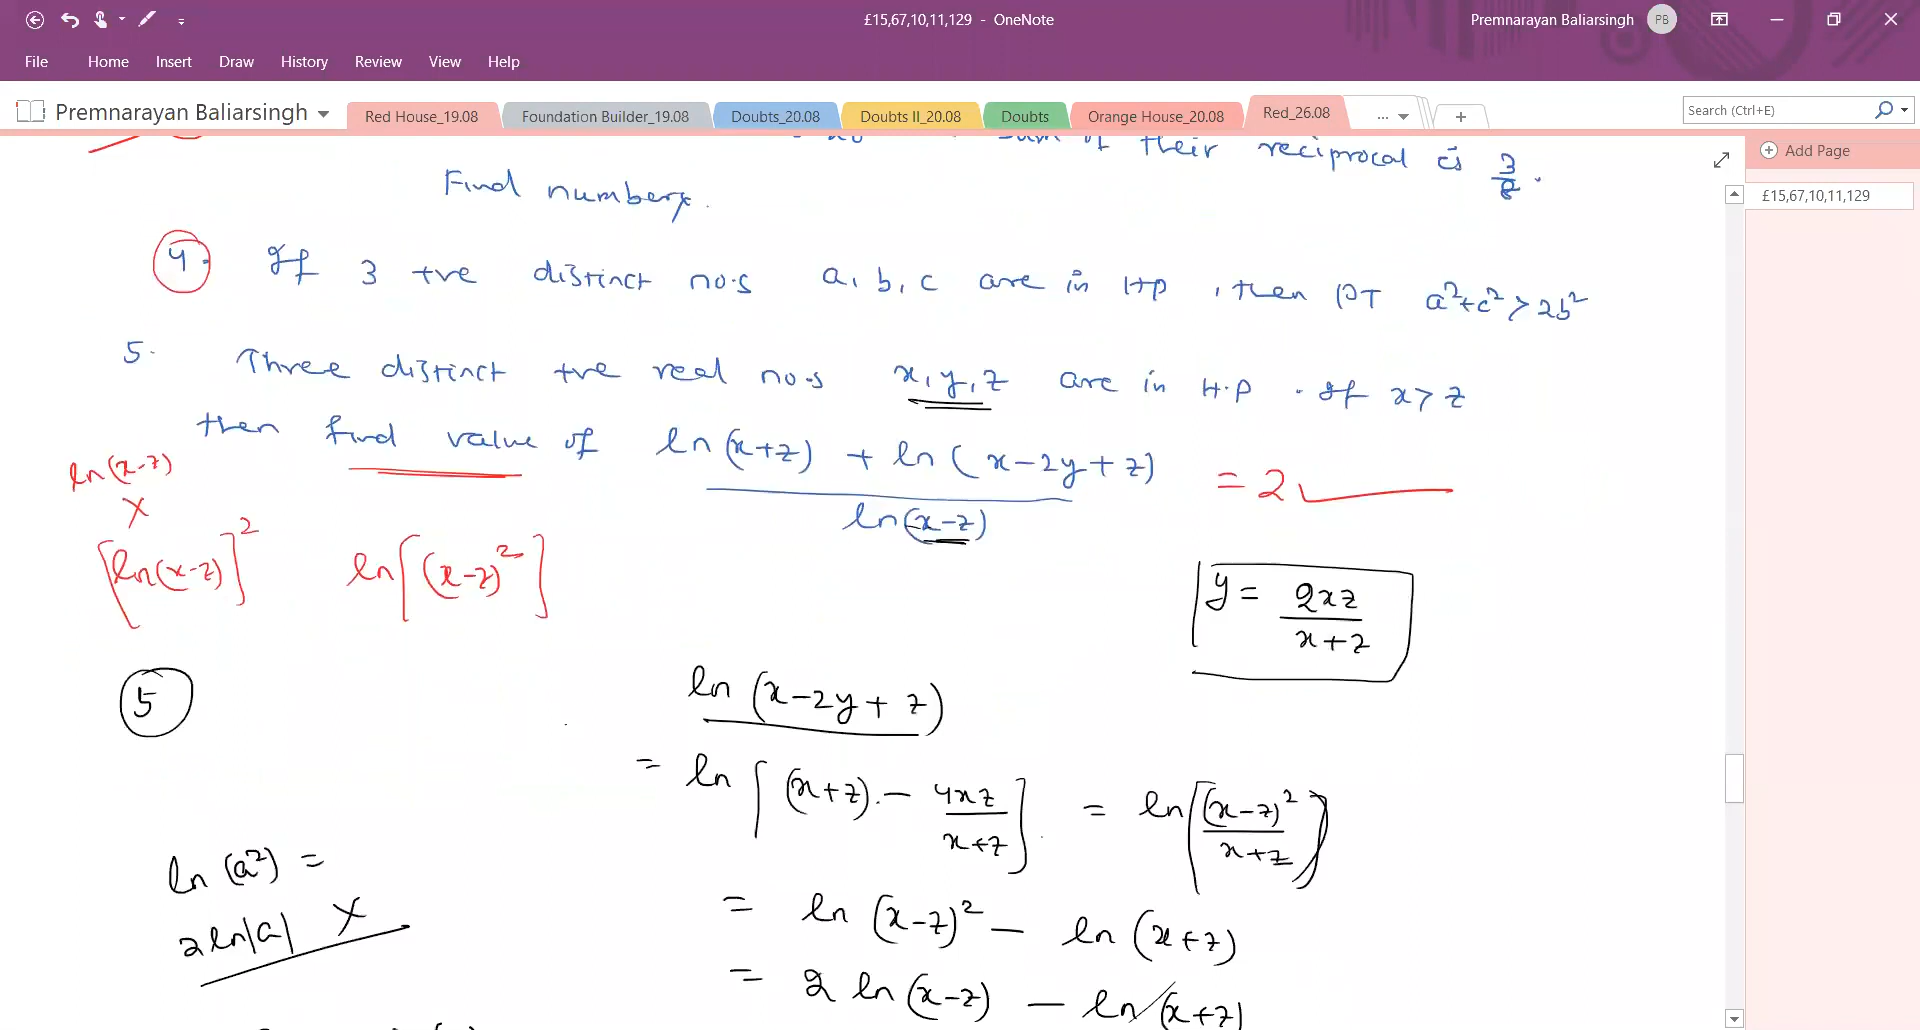 £15,67,10,11,129 - OneNote
Premnarayan Baliarsingh PB
File Home Insert Draw History Review View Help
Premnarayan Baliarsingh
Red House_19.08 Foundation Builder_19.08 Doubts_20.08 Doubts II_20.08 Doubts Orange House_20.08 Red_26.08 ... +
Search (Ctrl+E)
Add Page
£15,67,10,11,129
sum of their reciprocal is 3/8.
Find numbers.
4. If 3 +ve distinct no.s a, b, c are in HP, then PT a²+c² > 2b²
5. Three distinct +ve real no.s x, y, z are in H.P. If x > z
then find value of ln(x+z) + ln(x-2y+z) / ln(x-z) = 2
ln(x-z)
X
[ln(x-z)]² ln[(x-z)²]
y = 2xz / x+z
5
ln(x-2y+z)
= ln[(x+z) - 4xz / x+z] = ln((x-z)² / x+z)
ln(a²) =
2ln|a| X
= ln(x-z)² - ln(x+z)
= 2 ln(x-z) - ln(x+z)